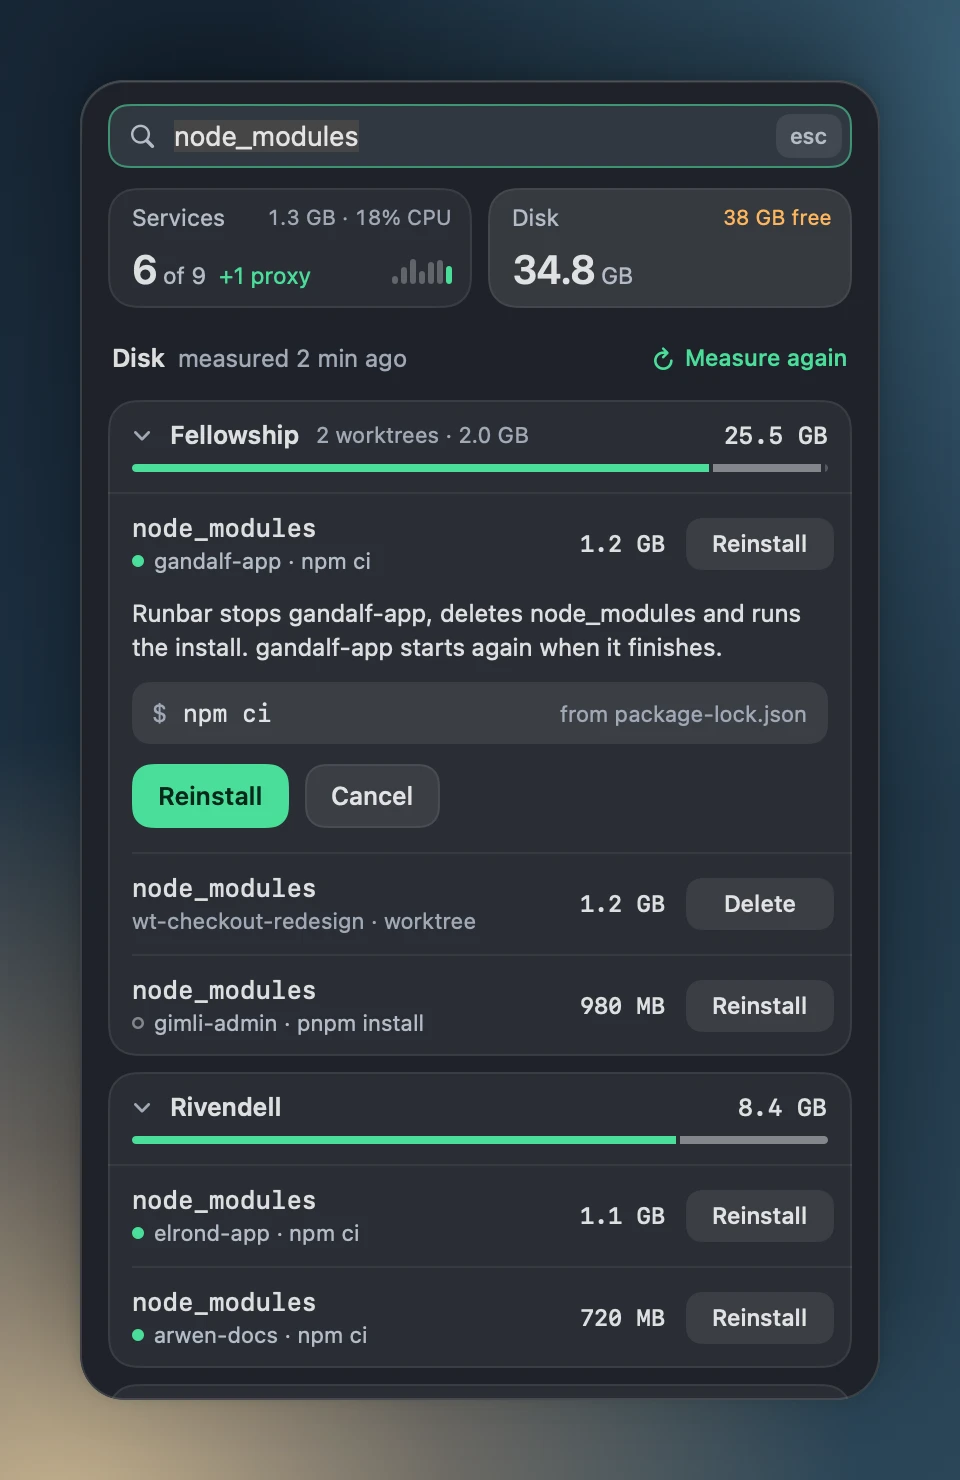 node_modules esc
Services 1.3 GB · 18% CPU
6 of 9 +1 proxy
Disk 38 GB free
34.8 GB
Disk measured 2 min ago Measure again
Fellowship 2 worktrees · 2.0 GB 25.5 GB
node_modules
gandalf-app · npm ci
1.2 GB Reinstall
Runbar stops gandalf-app, deletes node_modules and runs
the install. gandalf-app starts again when it finishes.
$ npm ci from package-lock.json
Reinstall Cancel
node_modules
wt-checkout-redesign · worktree
1.2 GB Delete
node_modules
gimli-admin · pnpm install
980 MB Reinstall
Rivendell 8.4 GB
node_modules
elrond-app · npm ci
1.1 GB Reinstall
node_modules
arwen-docs · npm ci
720 MB Reinstall